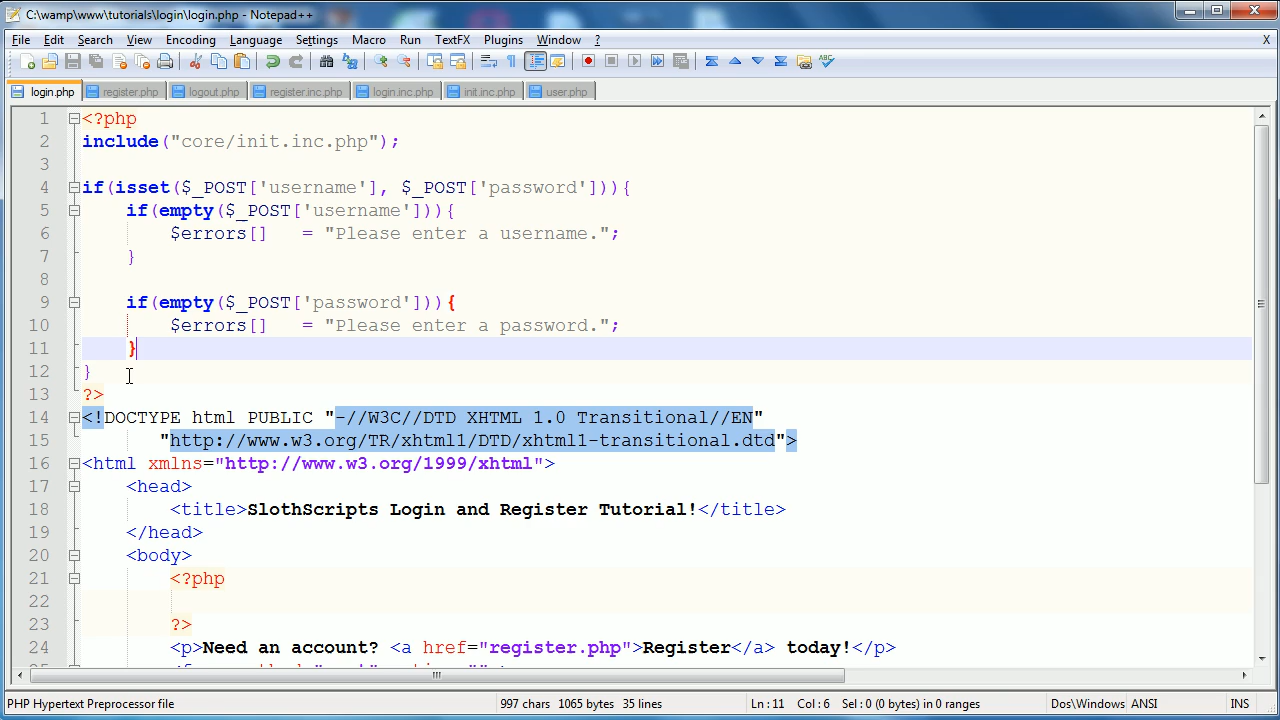 C:\wamp\www\tutorials\login\login.php - Notepad++
File Edit Search View Encoding Language Settings Macro Run TextFX Plugins Window ? X
login.php register.php logout.php register.inc.php login.inc.php init.inc.php user.php
1 <?php
2 include("core/init.inc.php");
3
4 if(isset($_POST['username'], $_POST['password'])){
5 if(empty($_POST['username'])){
6 $errors[] = "Please enter a username.";
7 }
8
9 if(empty($_POST['password'])){
10 $errors[] = "Please enter a password.";
11 }
12 }
13 ?>
14 <!DOCTYPE html PUBLIC "-//W3C//DTD XHTML 1.0 Transitional//EN"
15 "http://www.w3.org/TR/xhtml1/DTD/xhtml1-transitional.dtd">
16 <html xmlns="http://www.w3.org/1999/xhtml">
17 <head>
18 <title>SlothScripts Login and Register Tutorial!</title>
19 </head>
20 <body>
21 <?php
22
23 ?>
24 <p>Need an account? <a href="register.php">Register</a> today!</p>
PHP Hypertext Preprocessor file 997 chars 1065 bytes 35 lines Ln : 11 Col : 6 Sel : 0 (0 bytes) in 0 ranges Dos\Windows ANSI INS